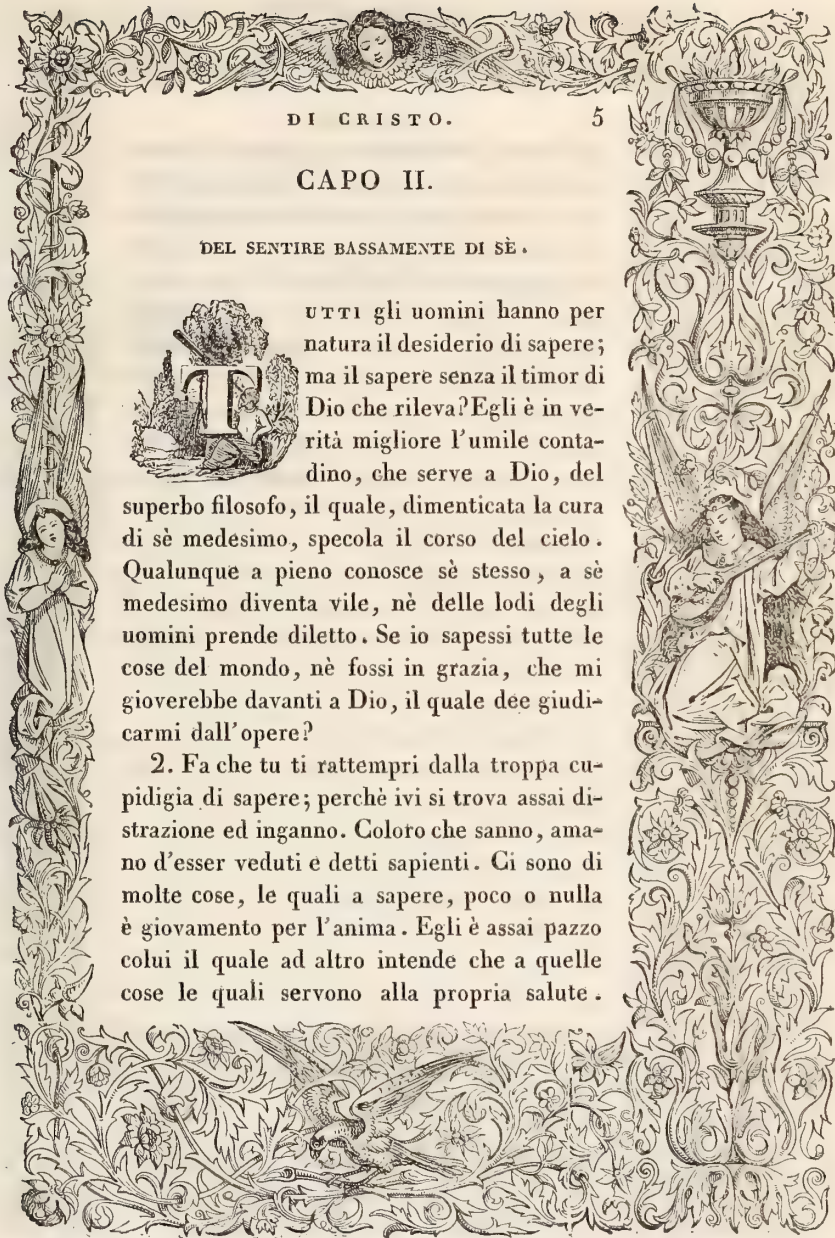 DI CRISTO. 5
CAPO II.
DEL SENTIRE BASSAMENTE DI SÈ.
TUTTI gli uomini hanno per
natura il desiderio di sapere;
ma il sapere senza il timor di
Dio che rileva? Egli è in ve-
rità migliore l'umile conta-
dino, che serve a Dio, del
superbo filosofo, il quale, dimenticata la cura
di sè medesimo, specola il corso del cielo.
Qualunque a pieno conosce sè stesso, a sè
medesimo diventa vile, nè delle lodi degli
uomini prende diletto. Se io sapessi tutte le
cose del mondo, nè fossi in grazia, che mi
gioverebbe davanti a Dio, il quale dee giudi-
carmi dall'opere?
2. Fa che tu ti rattempri dalla troppa cu-
pidigia di sapere; perchè ivi si trova assai di-
strazione ed inganno. Coloro che sanno, ama-
no d'esser veduti e detti sapienti. Ci sono di
molte cose, le quali a sapere, poco o nulla
è giovamento per l'anima. Egli è assai pazzo
colui il quale ad altro intende che a quelle
cose le quali servono alla propria salute.